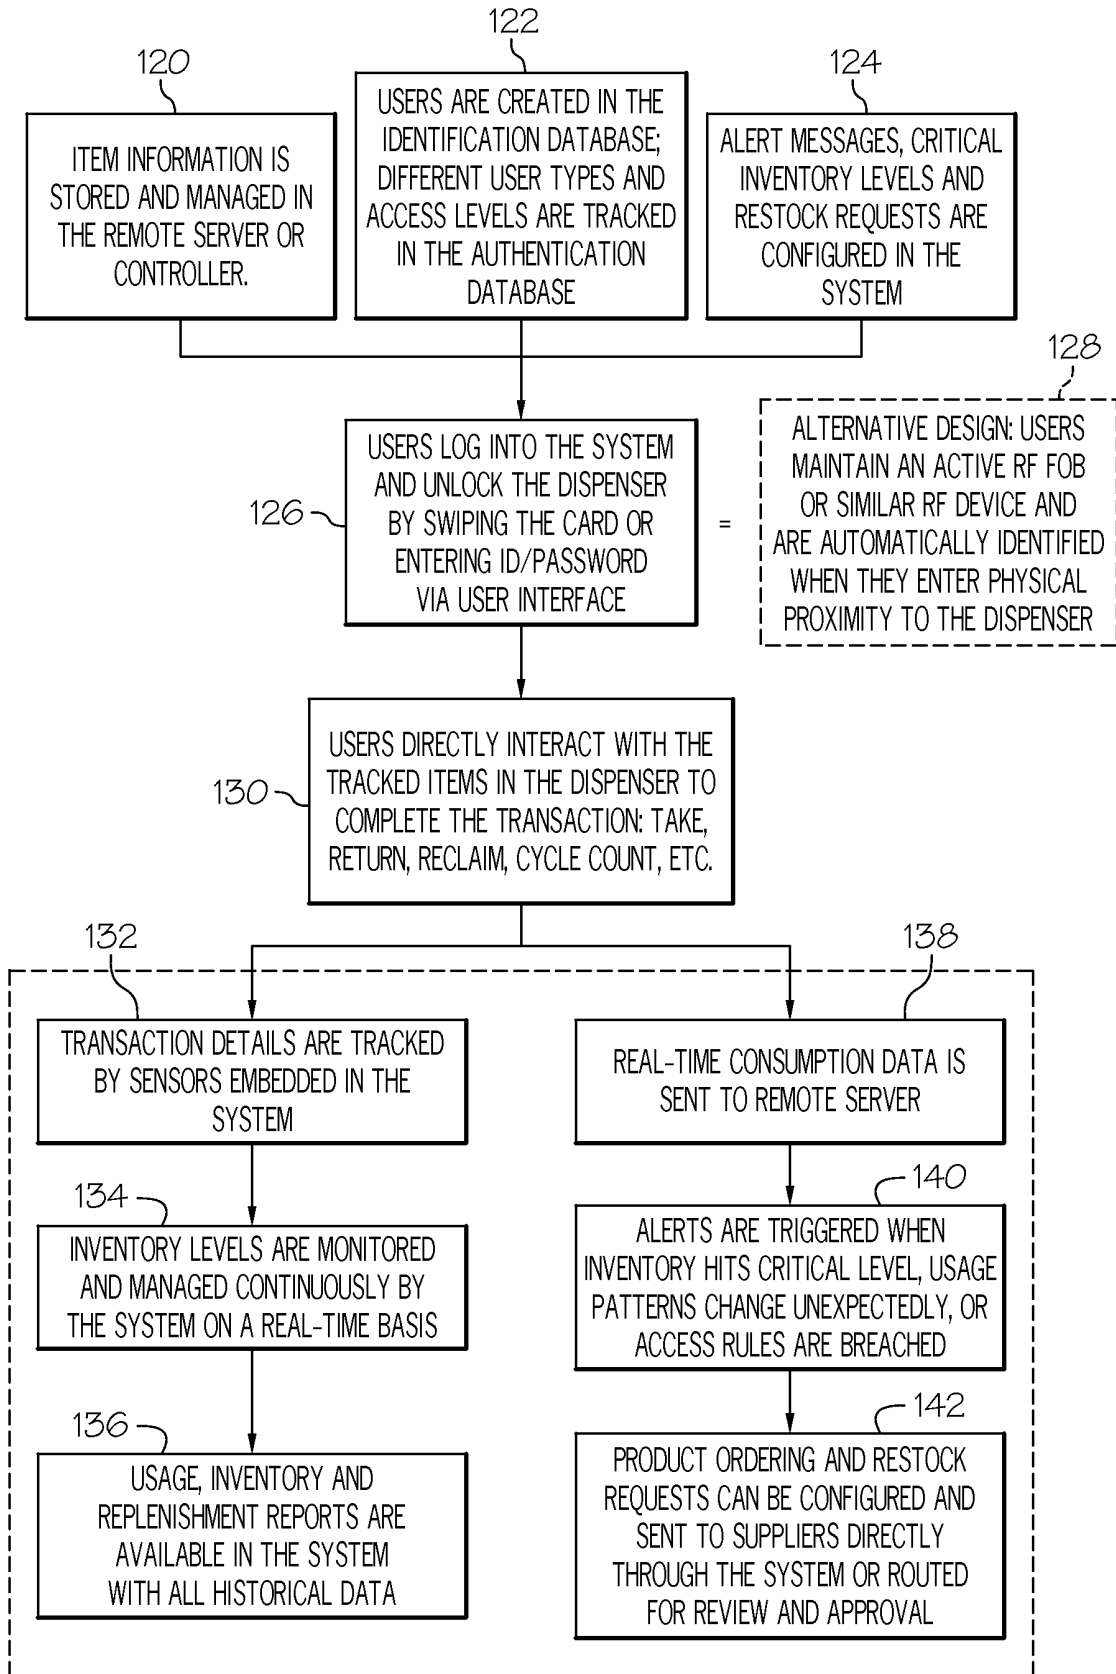 120
ITEM INFORMATION IS
STORED AND MANAGED IN
THE REMOTE SERVER OR
CONTROLLER.
122
USERS ARE CREATED IN THE
IDENTIFICATION DATABASE;
DIFFERENT USER TYPES AND
ACCESS LEVELS ARE TRACKED
IN THE AUTHENTICATION
DATABASE
124
ALERT MESSAGES, CRITICAL
INVENTORY LEVELS AND
RESTOCK REQUESTS ARE
CONFIGURED IN THE
SYSTEM
126
USERS LOG INTO THE SYSTEM
AND UNLOCK THE DISPENSER
BY SWIPING THE CARD OR
ENTERING ID/PASSWORD
VIA USER INTERFACE
=
128
ALTERNATIVE DESIGN: USERS
MAINTAIN AN ACTIVE RF FOB
OR SIMILAR RF DEVICE AND
ARE AUTOMATICALLY IDENTIFIED
WHEN THEY ENTER PHYSICAL
PROXIMITY TO THE DISPENSER
130
USERS DIRECTLY INTERACT WITH THE
TRACKED ITEMS IN THE DISPENSER TO
COMPLETE THE TRANSACTION: TAKE,
RETURN, RECLAIM, CYCLE COUNT, ETC.
132
TRANSACTION DETAILS ARE TRACKED
BY SENSORS EMBEDDED IN THE
SYSTEM
134
INVENTORY LEVELS ARE MONITORED
AND MANAGED CONTINUOUSLY BY
THE SYSTEM ON A REAL-TIME BASIS
136
USAGE, INVENTORY AND
REPLENISHMENT REPORTS ARE
AVAILABLE IN THE SYSTEM
WITH ALL HISTORICAL DATA
138
REAL-TIME CONSUMPTION DATA IS
SENT TO REMOTE SERVER
140
ALERTS ARE TRIGGERED WHEN
INVENTORY HITS CRITICAL LEVEL, USAGE
PATTERNS CHANGE UNEXPECTEDLY, OR
ACCESS RULES ARE BREACHED
142
PRODUCT ORDERING AND RESTOCK
REQUESTS CAN BE CONFIGURED AND
SENT TO SUPPLIERS DIRECTLY
THROUGH THE SYSTEM OR ROUTED
FOR REVIEW AND APPROVAL